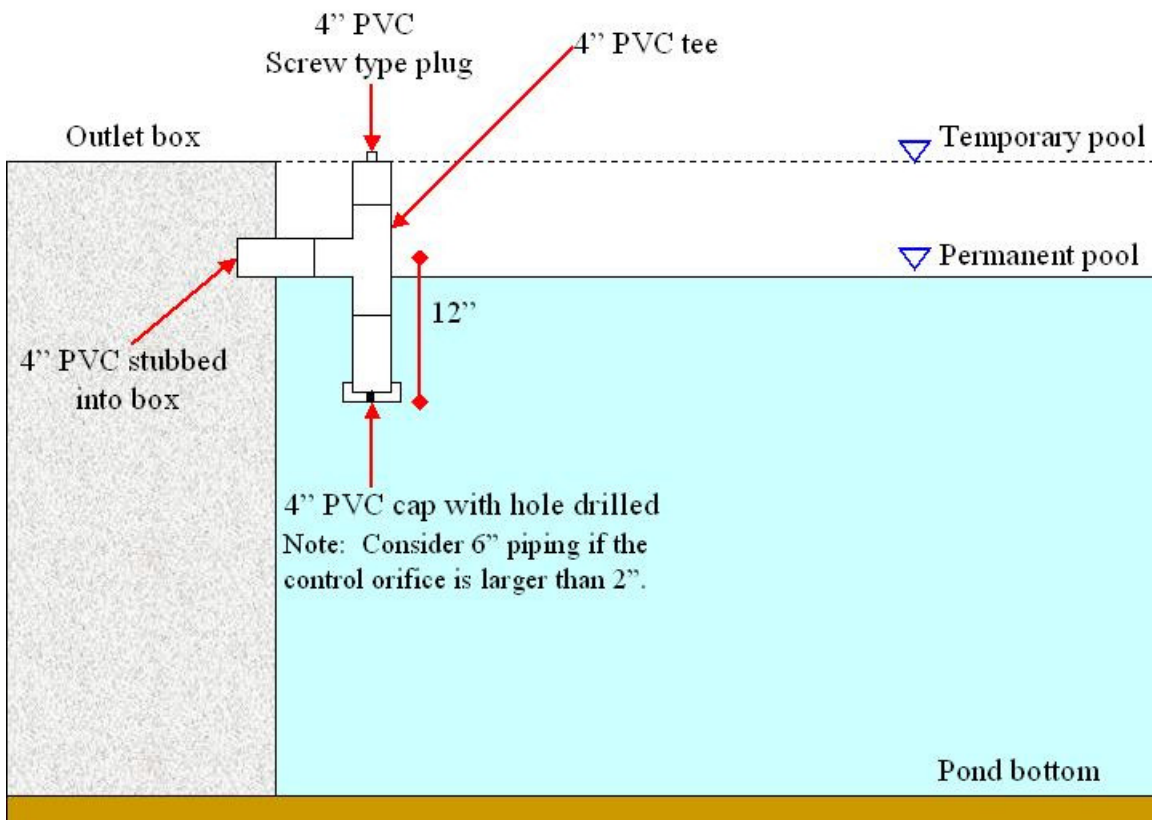 4” PVC
Screw type plug
4” PVC tee
Outlet box
Temporary pool
Permanent pool
12”
4” PVC stubbed
into box
4” PVC cap with hole drilled
Note: Consider 6” piping if the
control orifice is larger than 2”.
Pond bottom